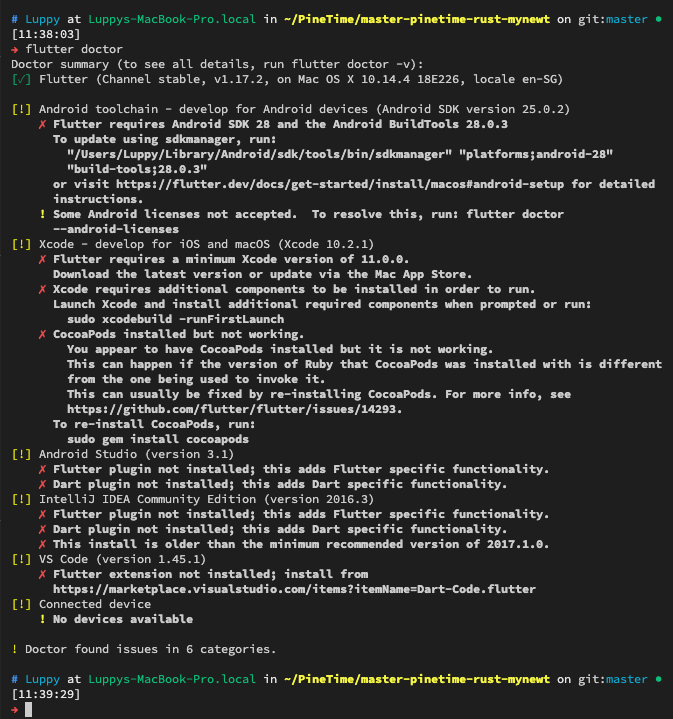 # Luppy at Luppys-MacBook-Pro.local in ~/PineTime/master-pinetime-rust-mynewt on git:master ●
[11:38:03]
→ flutter doctor
Doctor summary (to see all details, run flutter doctor -v):
[✓] Flutter (Channel stable, v1.17.2, on Mac OS X 10.14.4 18E226, locale en-SG)
[!] Android toolchain - develop for Android devices (Android SDK version 25.0.2)
✗ Flutter requires Android SDK 28 and the Android BuildTools 28.0.3
To update using sdkmanager, run:
"/Users/Luppy/Library/Android/sdk/tools/bin/sdkmanager" "platforms;android-28"
"build-tools;28.0.3"
or visit https://flutter.dev/docs/get-started/install/macos#android-setup for detailed
instructions.
! Some Android licenses not accepted.  To resolve this, run: flutter doctor
--android-licenses
[!] Xcode - develop for iOS and macOS (Xcode 10.2.1)
✗ Flutter requires a minimum Xcode version of 11.0.0.
Download the latest version or update via the Mac App Store.
✗ Xcode requires additional components to be installed in order to run.
Launch Xcode and install additional required components when prompted or run:
sudo xcodebuild -runFirstLaunch
✗ CocoaPods installed but not working.
You appear to have CocoaPods installed but it is not working.
This can happen if the version of Ruby that CocoaPods was installed with is different
from the one being used to invoke it.
This can usually be fixed by re-installing CocoaPods. For more info, see
https://github.com/flutter/flutter/issues/14293.
To re-install CocoaPods, run:
sudo gem install cocoapods
[!] Android Studio (version 3.1)
✗ Flutter plugin not installed; this adds Flutter specific functionality.
✗ Dart plugin not installed; this adds Dart specific functionality.
[!] IntelliJ IDEA Community Edition (version 2016.3)
✗ Flutter plugin not installed; this adds Flutter specific functionality.
✗ Dart plugin not installed; this adds Dart specific functionality.
✗ This install is older than the minimum recommended version of 2017.1.0.
[!] VS Code (version 1.45.1)
✗ Flutter extension not installed; install from
https://marketplace.visualstudio.com/items?itemName=Dart-Code.flutter
[!] Connected device
! No devices available
! Doctor found issues in 6 categories.
# Luppy at Luppys-MacBook-Pro.local in ~/PineTime/master-pinetime-rust-mynewt on git:master ●
[11:39:29]
→